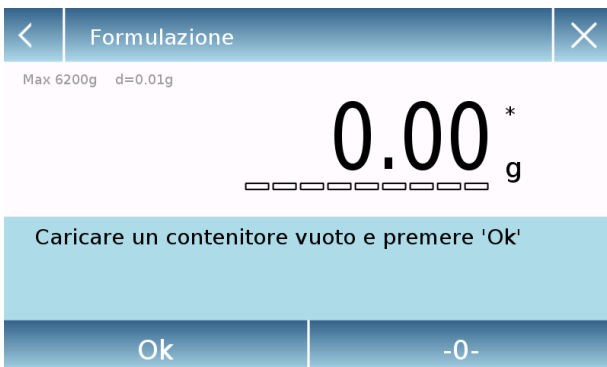 Formulazione
Max 6200g d=0.01g
0.00 *
g
Caricare un contenitore vuoto e premere 'Ok'
Ok -0-